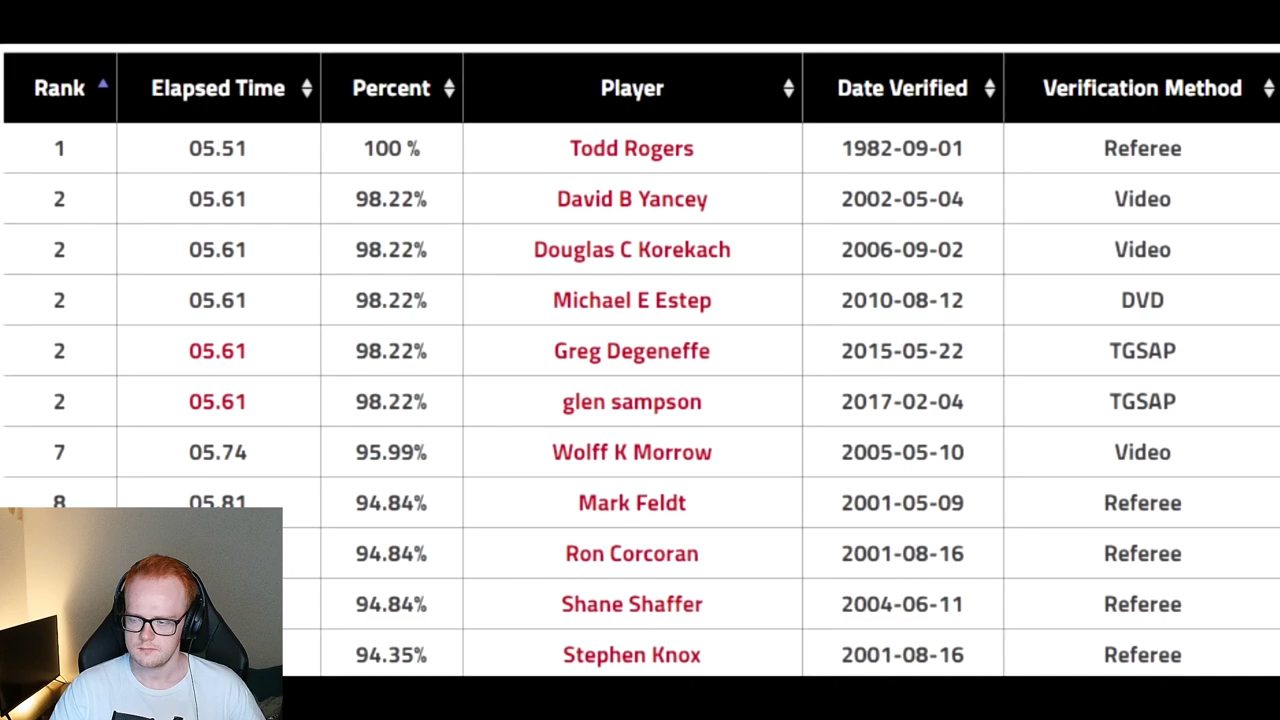 Rank Elapsed Time Percent Player Date Verified Verification Method
1 05.51 100 % Todd Rogers 1982-09-01 Referee
2 05.61 98.22% David B Yancey 2002-05-04 Video
2 05.61 98.22% Douglas C Korekach 2006-09-02 Video
2 05.61 98.22% Michael E Estep 2010-08-12 DVD
2 05.61 98.22% Greg Degeneffe 2015-05-22 TGSAP
2 05.61 98.22% glen sampson 2017-02-04 TGSAP
7 05.74 95.99% Wolff K Morrow 2005-05-10 Video
8 05.81 94.84% Mark Feldt 2001-05-09 Referee
94.84% Ron Corcoran 2001-08-16 Referee
94.84% Shane Shaffer 2004-06-11 Referee
94.35% Stephen Knox 2001-08-16 Referee